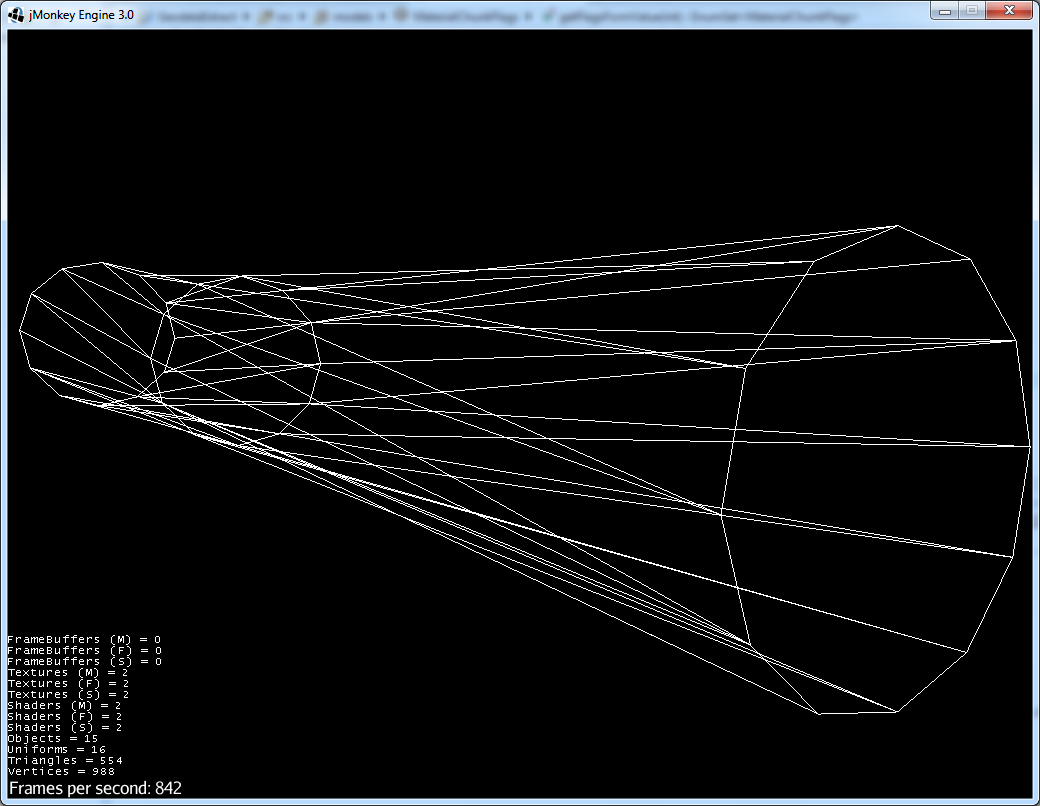 jMonkey Engine 3.0
FrameBuffers (M) = 0
FrameBuffers (F) = 0
FrameBuffers (S) = 0
Textures (M) = 2
Textures (F) = 2
Textures (S) = 2
Shaders (M) = 2
Shaders (F) = 2
Shaders (S) = 2
Objects = 15
Uniforms = 16
Triangles = 554
Vertices = 988
Frames per second: 842